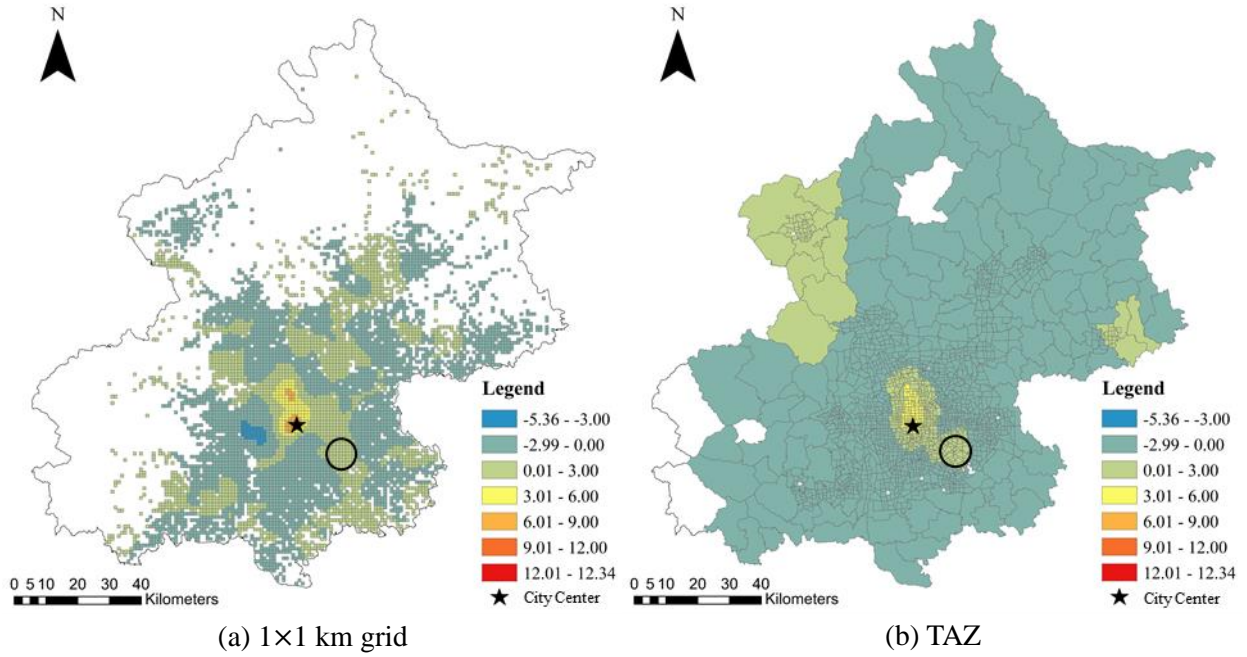 N
Legend
-5.36 - -3.00
-2.99 - 0.00
0.01 - 3.00
3.01 - 6.00
6.01 - 9.00
9.01 - 12.00
12.01 - 12.34
City Center
0 5 10 20 30 40
Kilometers
(a) 1×1 km grid
N
Legend
-5.36 - -3.00
-2.99 - 0.00
0.01 - 3.00
3.01 - 6.00
6.01 - 9.00
9.01 - 12.00
12.01 - 12.34
City Center
0 5 10 20 30 40
Kilometers
(b) TAZ